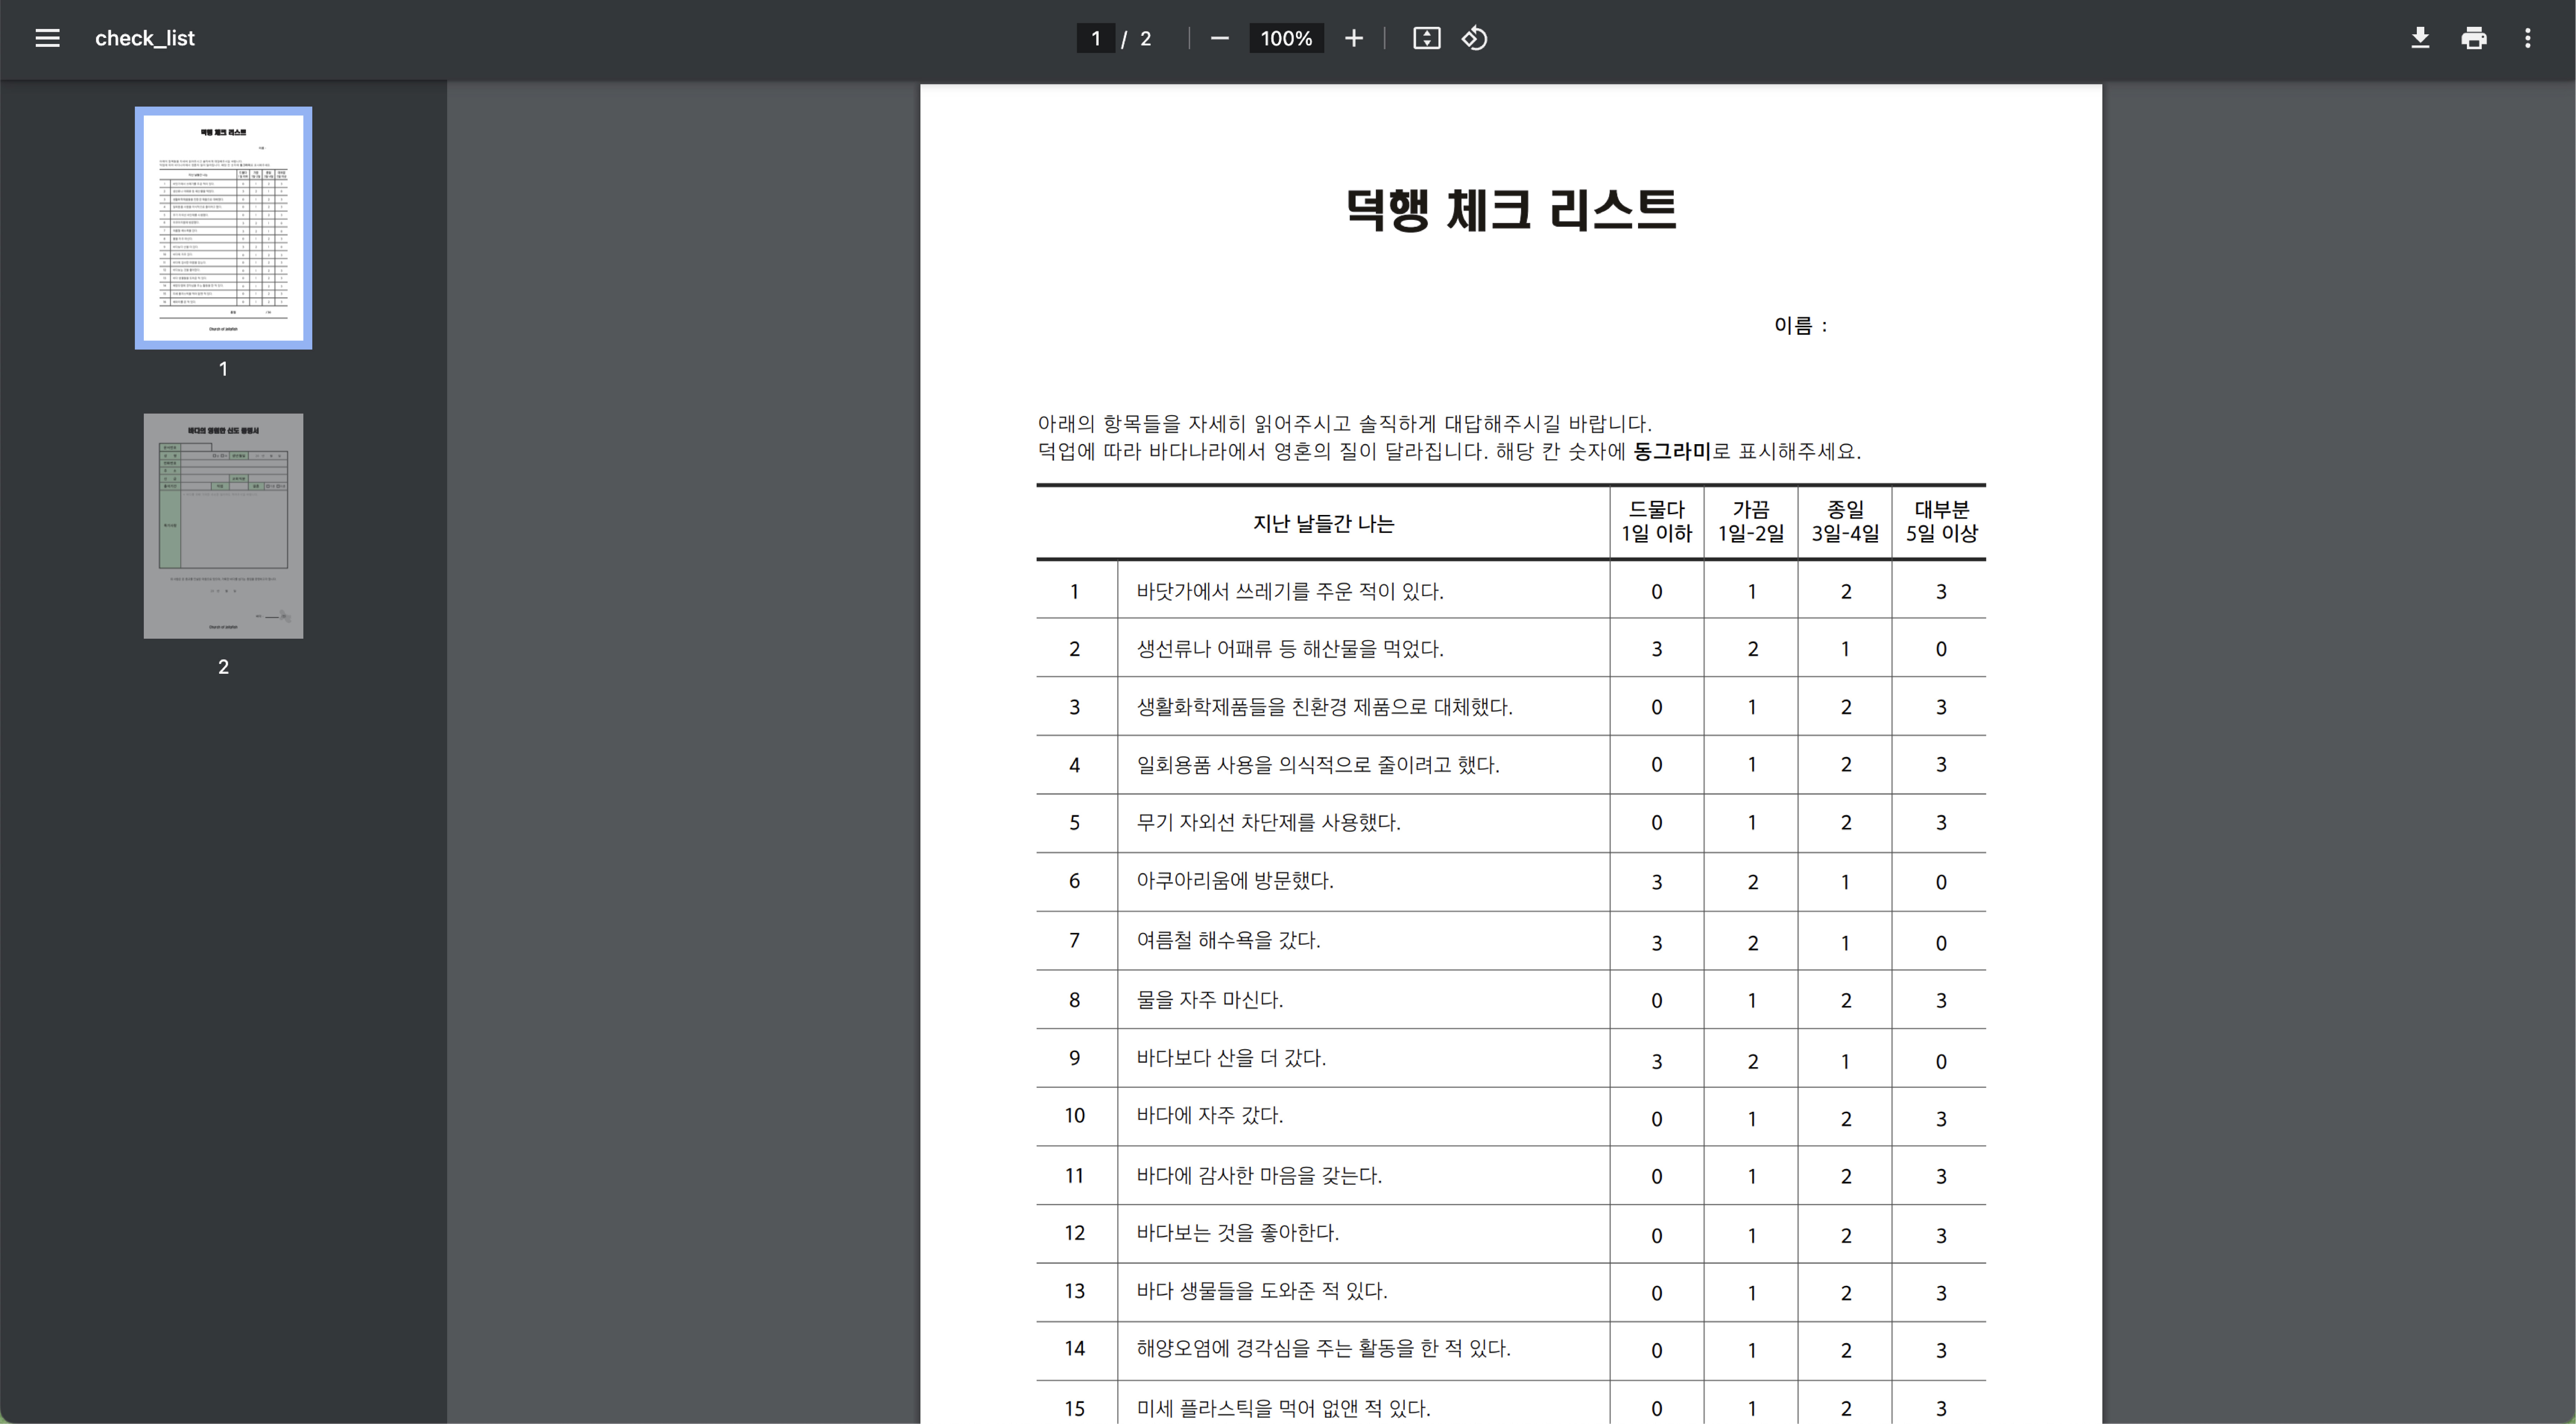 check_list
1 / 2
100%
덕행 체크 리스트
이름 :
아래의 항목들을 자세히 읽어주시고 솔직하게 대답해주시길 바랍니다.
덕업에 따라 바다나라에서 영혼의 질이 달라집니다. 해당 칸 숫자에 동그라미로 표시해주세요.
지난 날들간 나는 드물다 1일 이하 가끔 1일-2일 종일 3일-4일 대부분 5일 이상
1 바닷가에서 쓰레기를 주운 적이 있다. 0 1 2 3
2 생선류나 어패류 등 해산물을 먹었다. 3 2 1 0
3 생활화학제품들을 친환경 제품으로 대체했다. 0 1 2 3
4 일회용품 사용을 의식적으로 줄이려고 했다. 0 1 2 3
5 무기 자외선 차단제를 사용했다. 0 1 2 3
6 아쿠아리움에 방문했다. 3 2 1 0
7 여름철 해수욕을 갔다. 3 2 1 0
8 물을 자주 마신다. 0 1 2 3
9 바다보다 산을 더 갔다. 3 2 1 0
10 바다에 자주 갔다. 0 1 2 3
11 바다에 감사한 마음을 갖는다. 0 1 2 3
12 바다보는 것을 좋아한다. 0 1 2 3
13 바다 생물들을 도와준 적 있다. 0 1 2 3
14 해양오염에 경각심을 주는 활동을 한 적 있다. 0 1 2 3
15 미세 플라스틱을 먹어 없앤 적 있다. 0 1 2 3
덕행 체크 리스트
1
바다의 영원한 신도 증명서
2